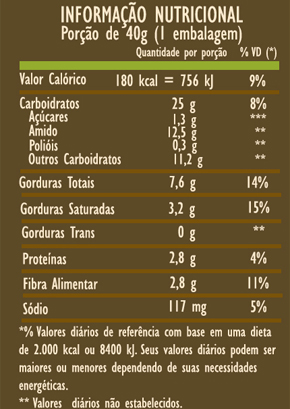 INFORMAÇÃO NUTRICIONAL
Porção de 40g (1 embalagem)
Quantidade por porção % VD (*)
Valor Calórico 180 kcal = 756 kJ 9%
Carboidratos 25 g 8%
Açúcares 1,3 g ***
Amido 12,5 g **
Polióis 0,3 g **
Outros Carboidratos 11,2 g **
Gorduras Totais 7,6 g 14%
Gorduras Saturadas 3,2 g 15%
Gorduras Trans 0 g **
Proteínas 2,8 g 4%
Fibra Alimentar 2,8 g 11%
Sódio 117 mg 5%
*% Valores diários de referência com base em uma dieta
de 2.000 kcal ou 8400 kJ. Seus valores diários podem ser
maiores ou menores dependendo de suas necessidades
energéticas.
** Valores diários não estabelecidos.